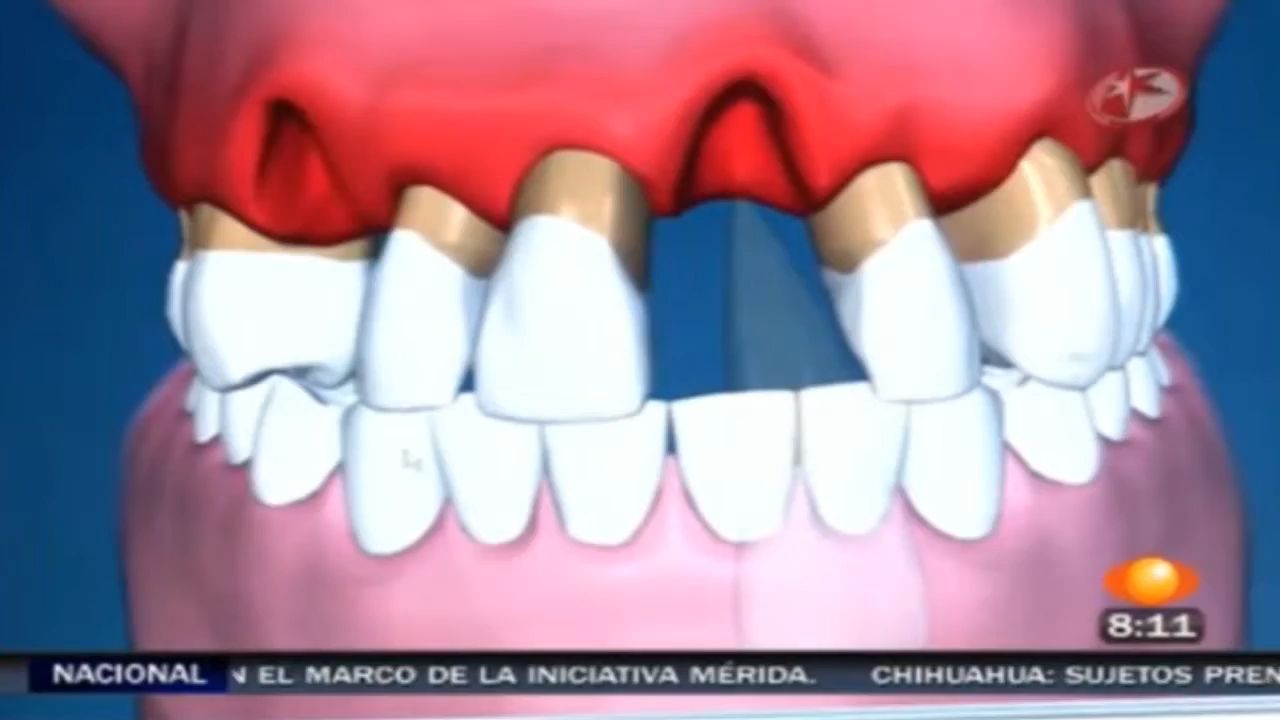 8:11
NACIONAL N EL MARCO DE LA INICIATIVA MÉRIDA. CHIHUAHUA: SUJETOS PREN